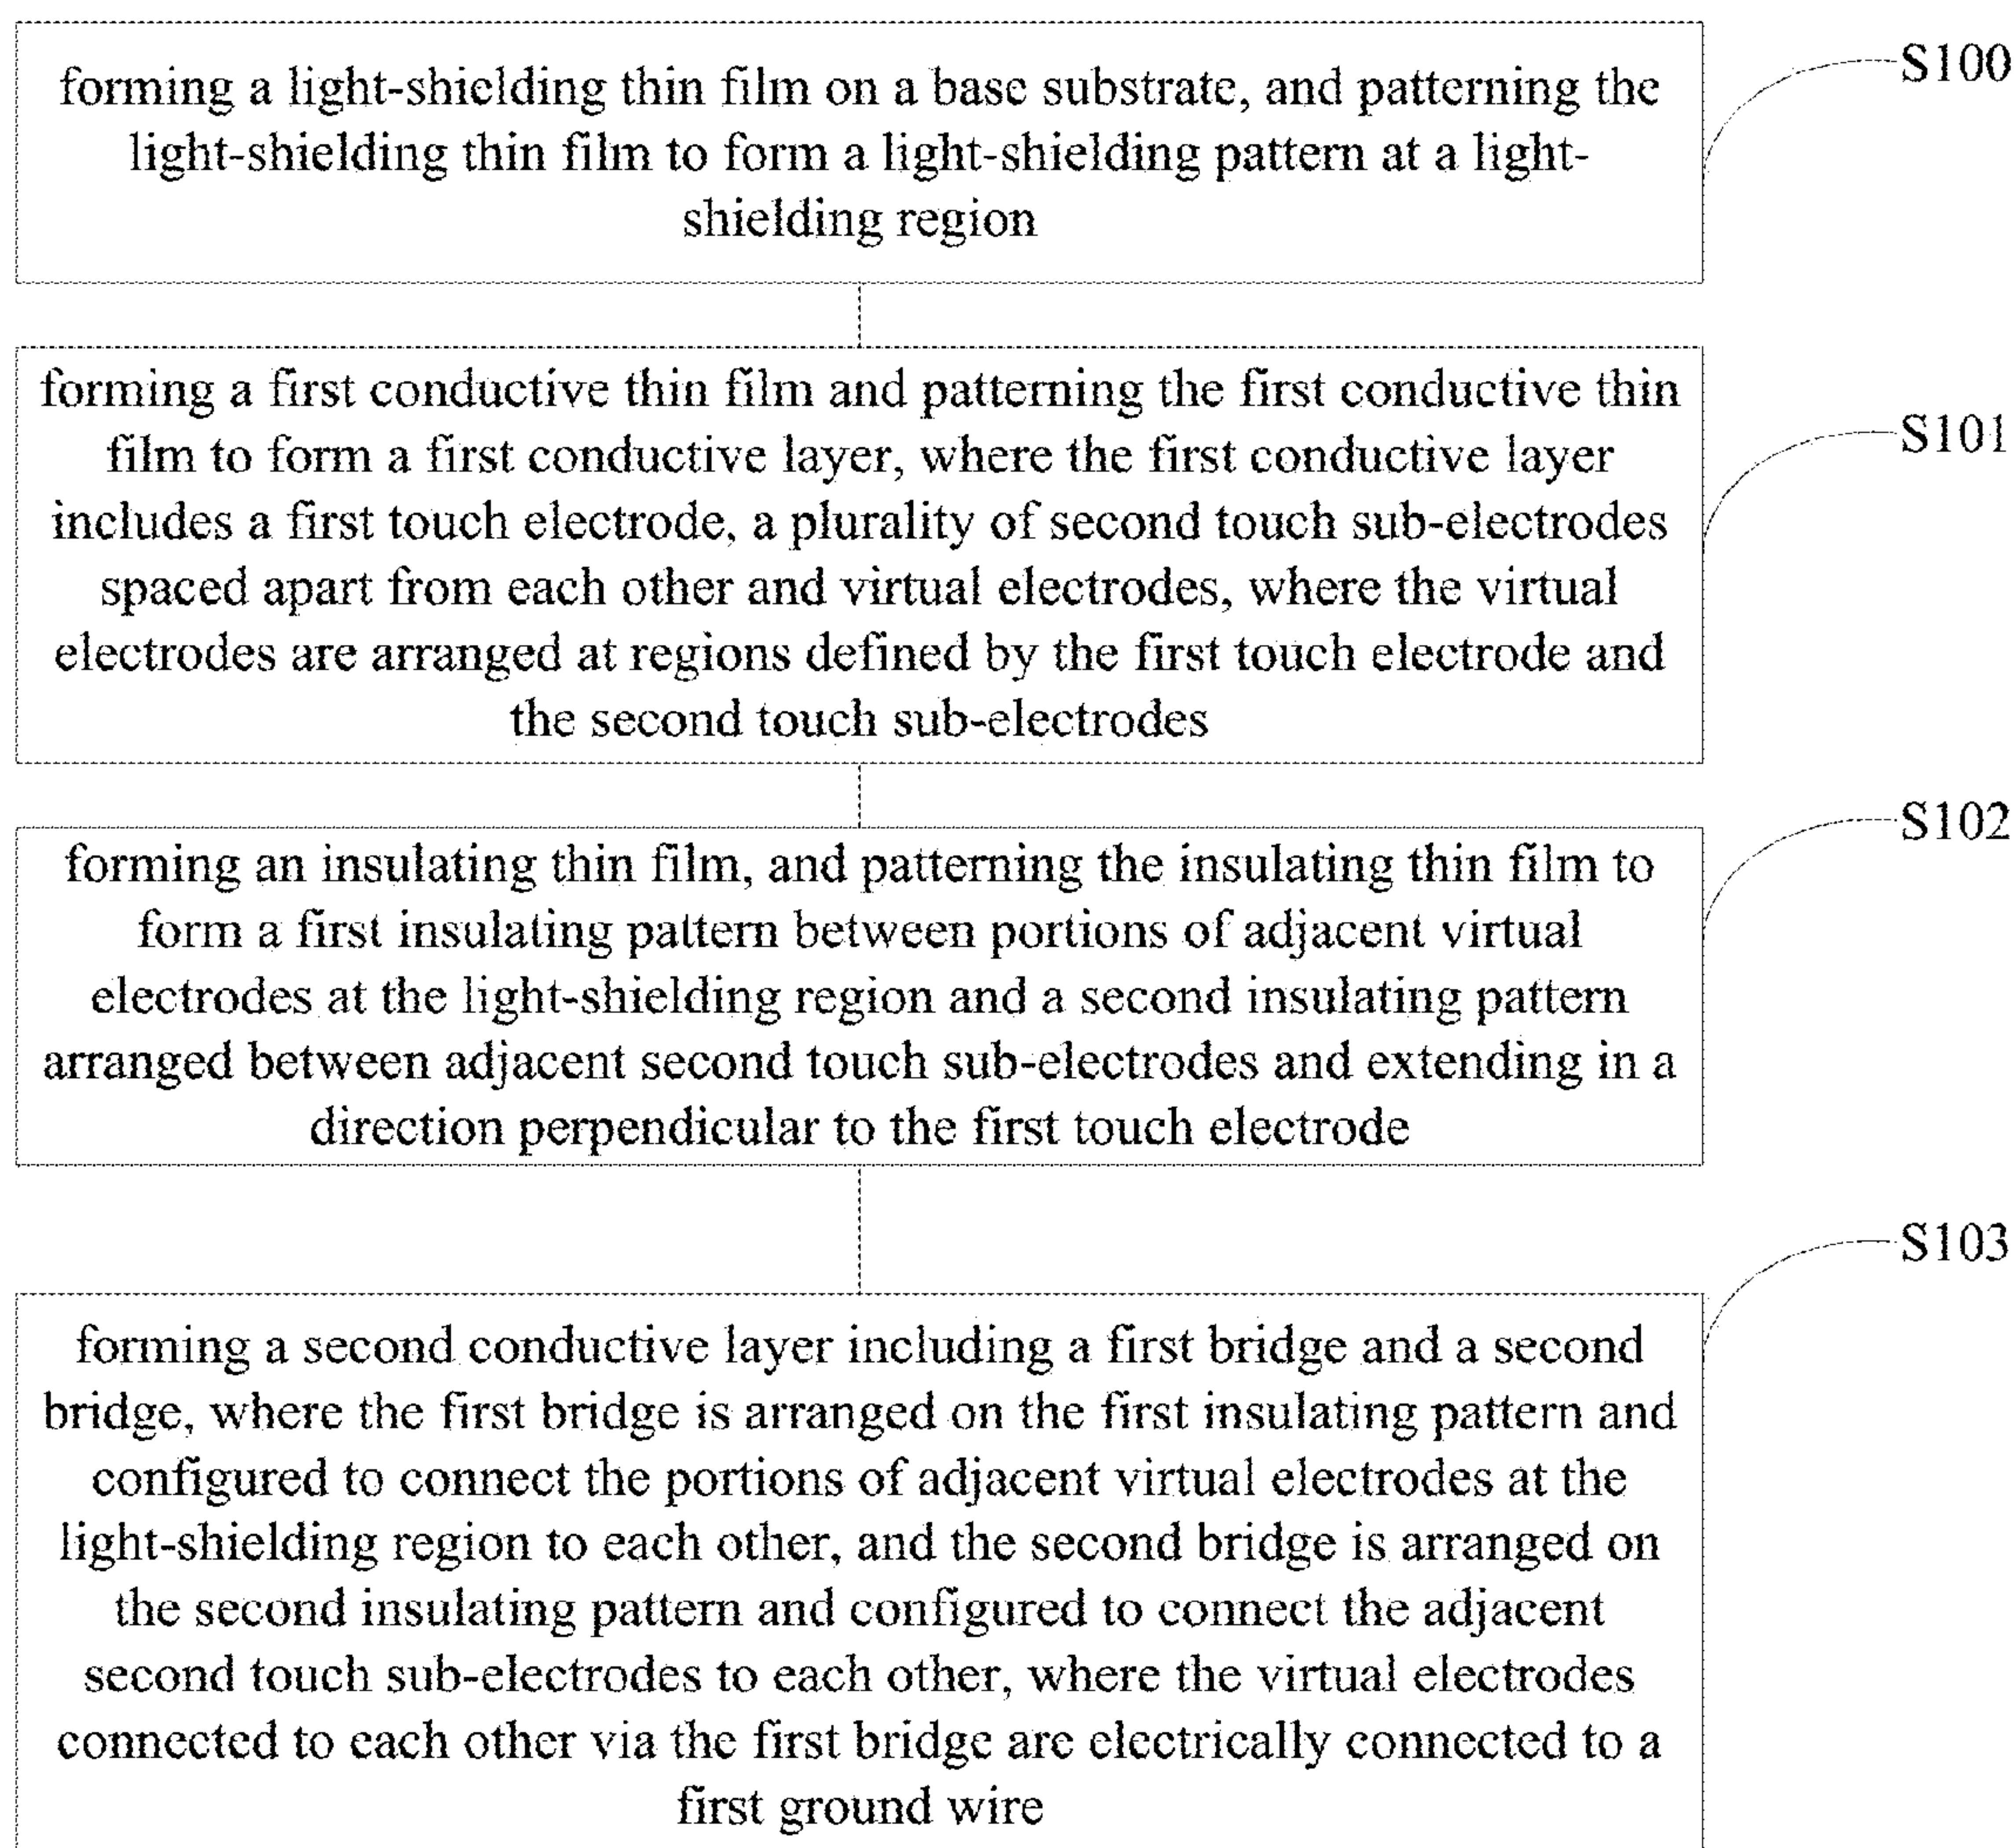 forming a light-shielding thin film on a base substrate, and patterning the
light-shielding thin film to form a light-shielding pattern at a light-
shielding region
S100
forming a first conductive thin film and patterning the first conductive thin
film to form a first conductive layer, where the first conductive layer
includes a first touch electrode, a plurality of second touch sub-electrodes
spaced apart from each other and virtual electrodes, where the virtual
electrodes are arranged at regions defined by the first touch electrode and
the second touch sub-electrodes
S101
forming an insulating thin film, and patterning the insulating thin film to
form a first insulating pattern between portions of adjacent virtual
electrodes at the light-shielding region and a second insulating pattern
arranged between adjacent second touch sub-electrodes and extending in a
direction perpendicular to the first touch electrode
S102
forming a second conductive layer including a first bridge and a second
bridge, where the first bridge is arranged on the first insulating pattern and
configured to connect the portions of adjacent virtual electrodes at the
light-shielding region to each other, and the second bridge is arranged on
the second insulating pattern and configured to connect the adjacent
second touch sub-electrodes to each other, where the virtual electrodes
connected to each other via the first bridge are electrically connected to a
first ground wire
S103